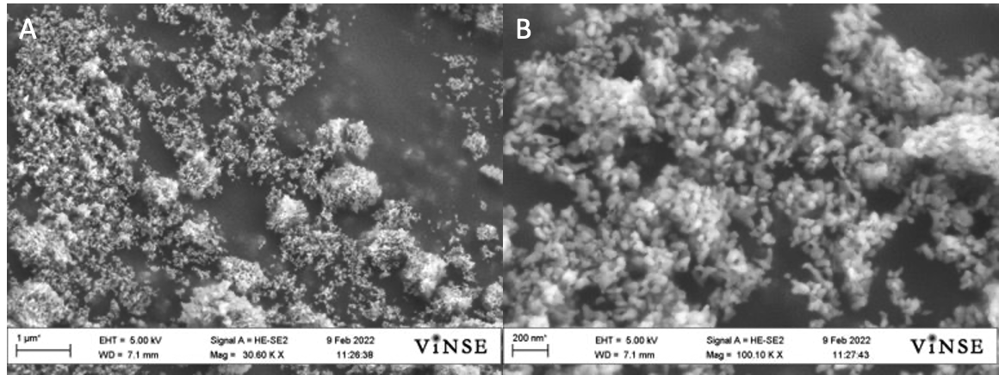 A
B
1 µm*
EHT = 5.00 kV
WD = 7.1 mm
Signal A = HE-SE2
Mag = 30.60 K X
9 Feb 2022
11:26:38
ViNSE
200 nm*
EHT = 5.00 kV
WD = 7.1 mm
Signal A = HE-SE2
Mag = 100.10 K X
9 Feb 2022
11:27:43
ViNSE